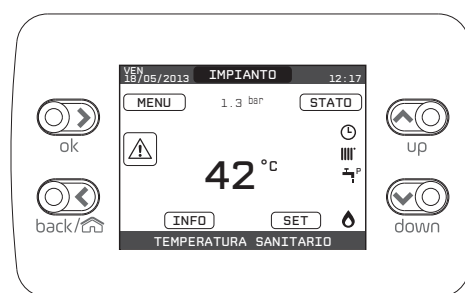 VEN
18/05/2013 IMPIANTO 12:17
MENU 1.3 bar STATO
ok up
42°C
P
back/ down
INFO SET
TEMPERATURA SANITARIO